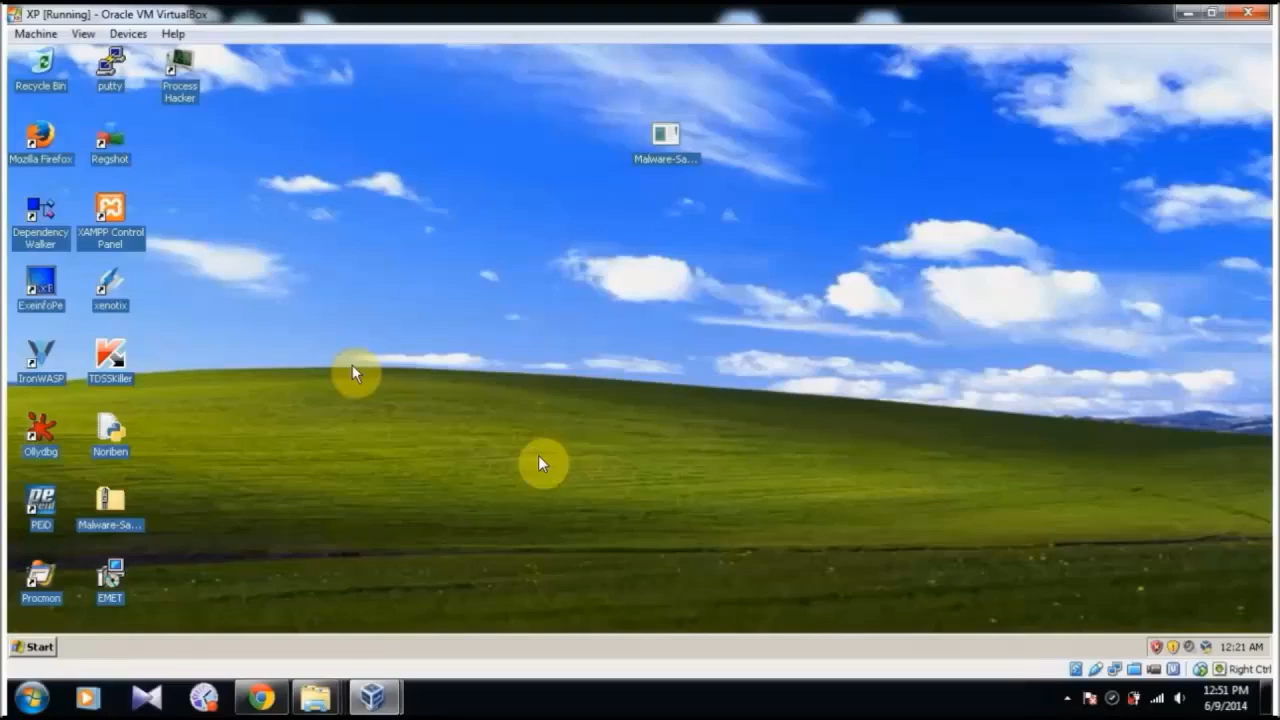 XP [Running] - Oracle VM VirtualBox
Machine View Devices Help
Recycle Bin
putty
Process
Hacker
Mozilla Firefox
Regshot
Malware-Sa...
Dependency
Walker
XAMPP Control
Panel
ExeinfoPe
xenotix
IronWASP
TDSSKiller
Ollydbg
Noriben
PEiD
Malware-Sa...
Procmon
EMET
Start
12:21 AM
Right Ctrl
12:51 PM
6/9/2014